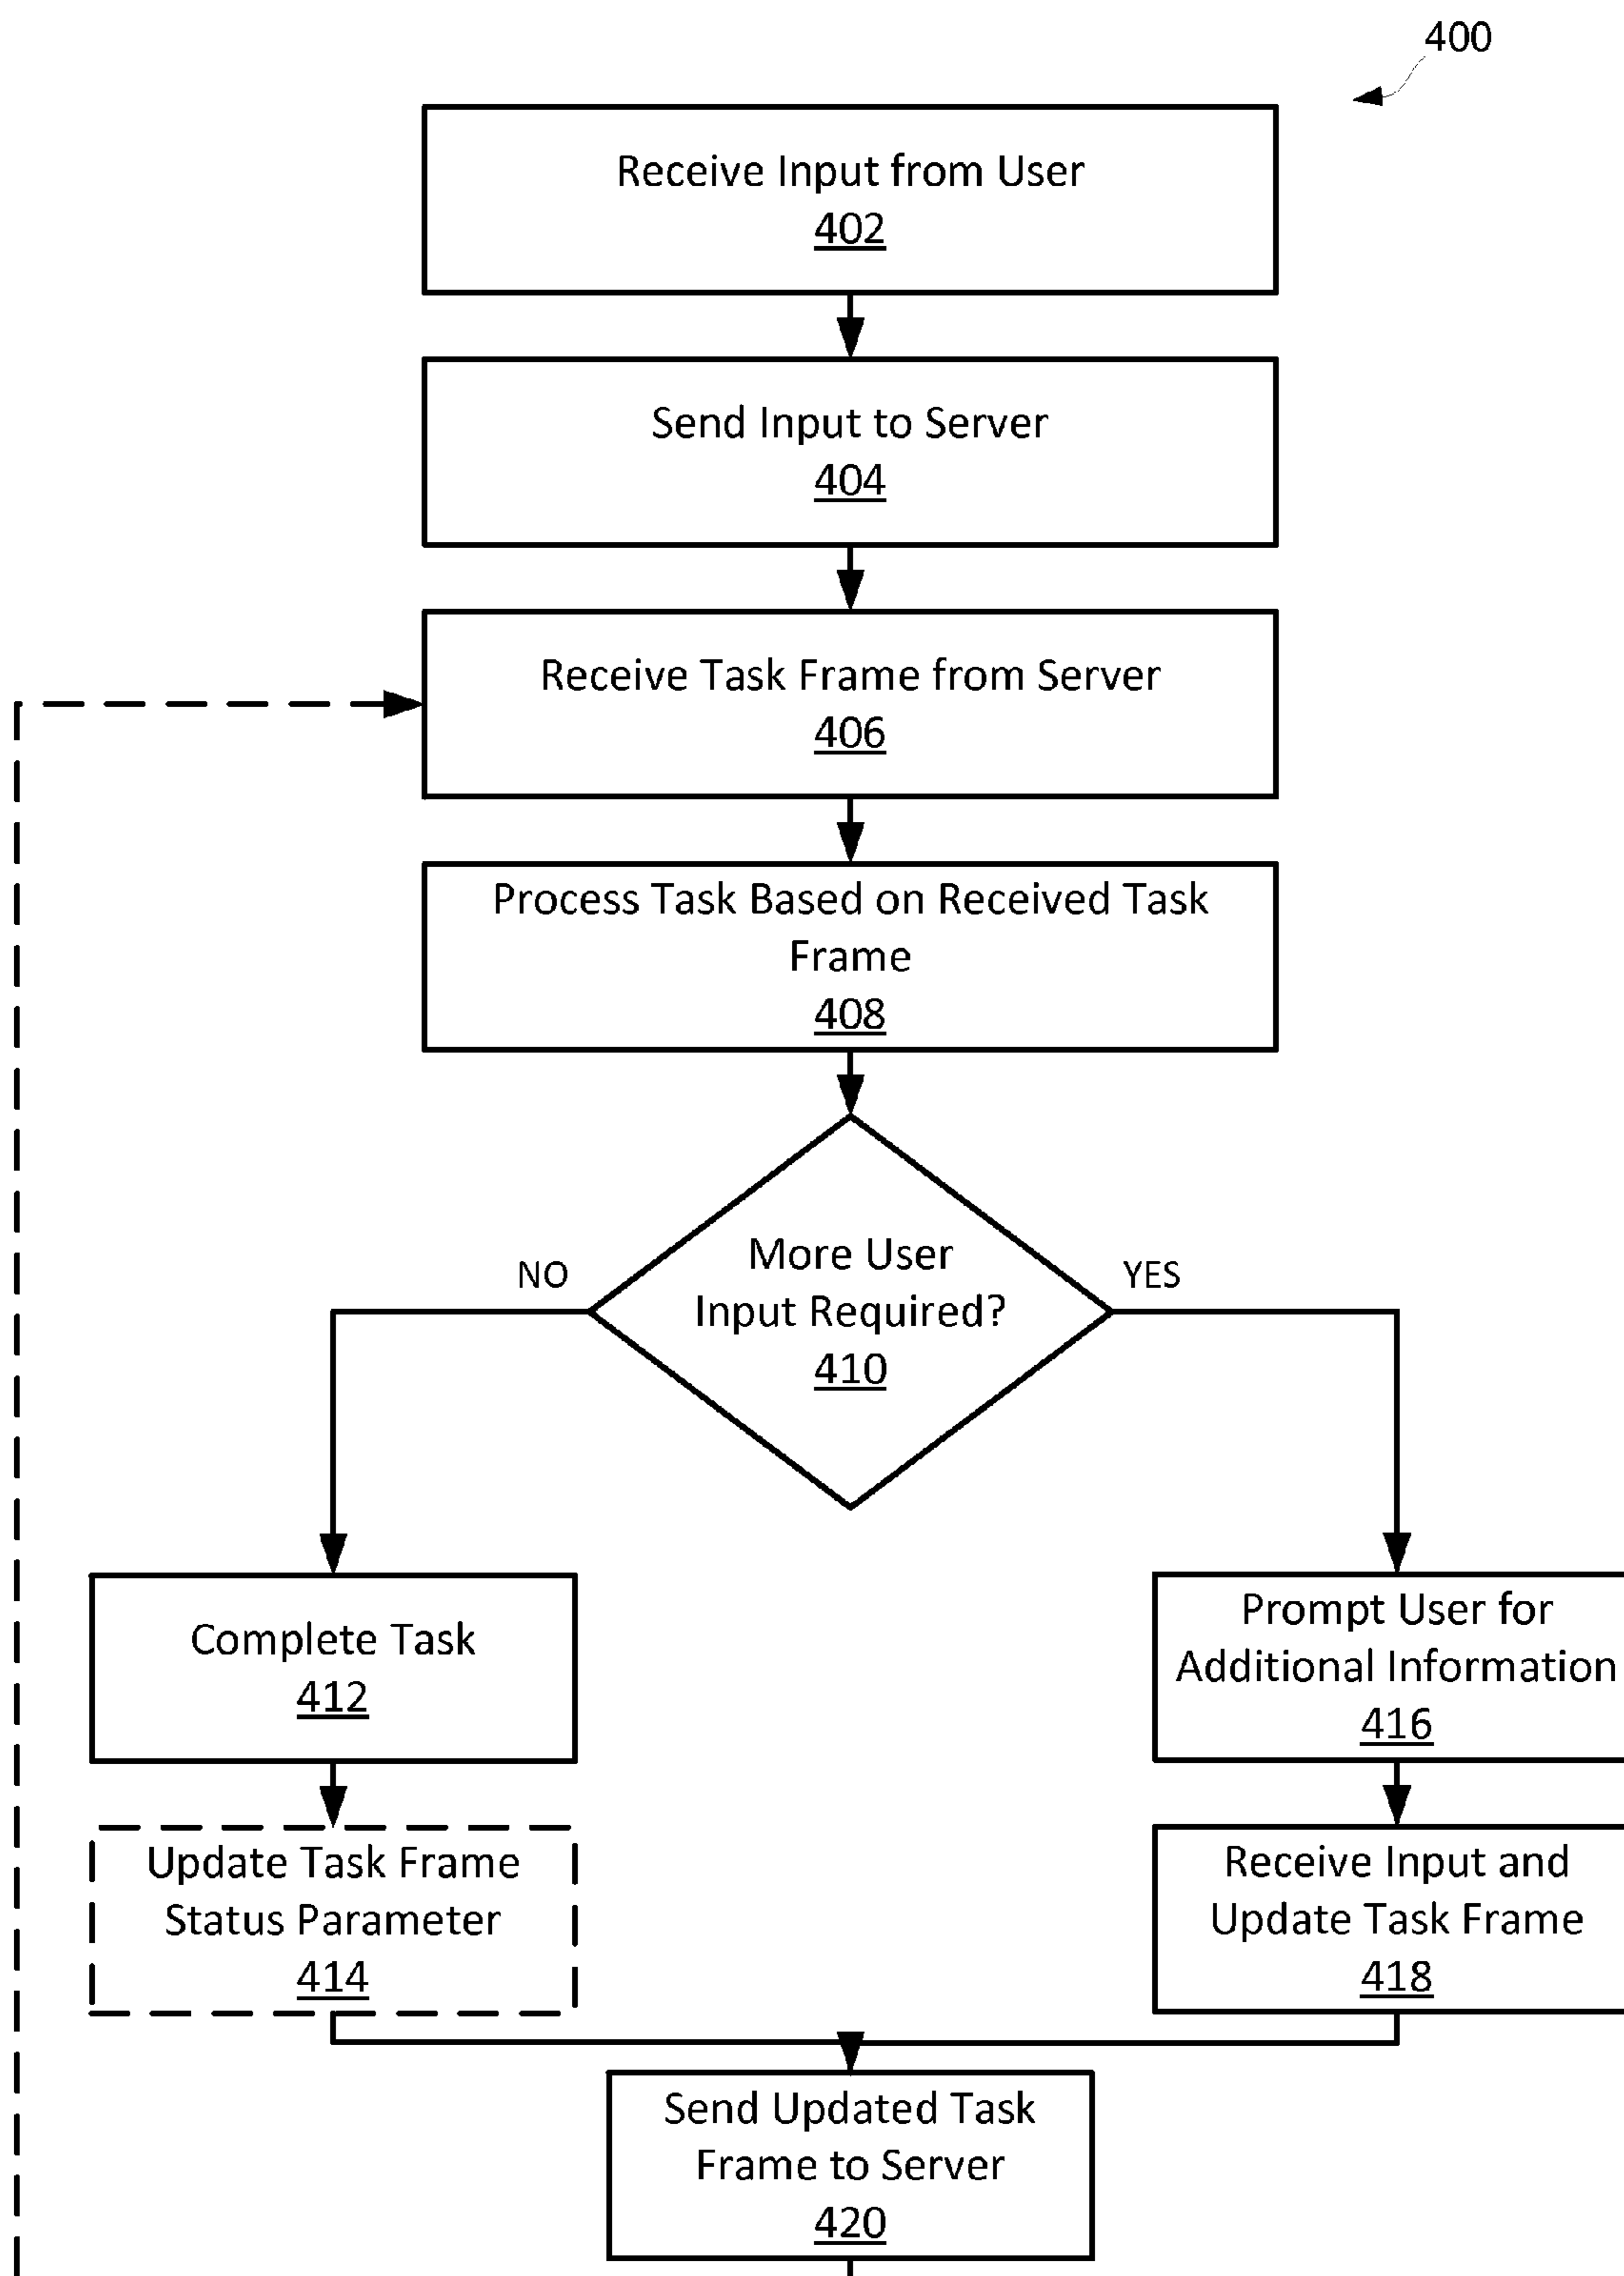 400
Receive Input from User
402
Send Input to Server
404
Receive Task Frame from Server
406
Process Task Based on Received Task
Frame
408
More User
Input Required?
410
NO
YES
Complete Task
412
Prompt User for
Additional Information
416
Update Task Frame
Status Parameter
414
Receive Input and
Update Task Frame
418
Send Updated Task
Frame to Server
420